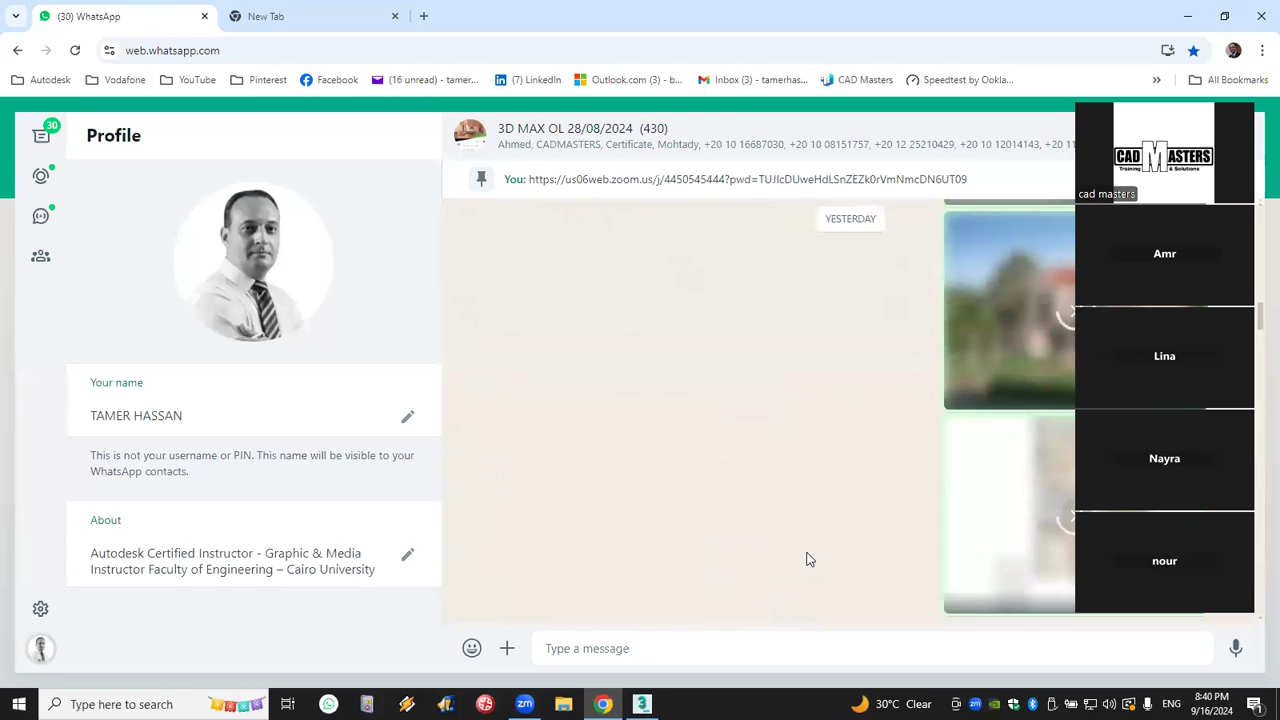 (30) WhatsApp
New Tab
web.whatsapp.com
Autodesk
Vodafone
YouTube
Pinterest
Facebook
(16 unread) - tamer...
(7) LinkedIn
Outlook.com (3) - b...
Inbox (3) - tamerhas...
CAD Masters
Speedtest by Ookla...
All Bookmarks
30
Profile
3D MAX OL 28/08/2024 (430)
Ahmed, CADMASTERS, Certificate, Mohtady, +20 10 16687030, +20 10 08151757, +20 12 25210429, +20 10 12014143, +20 11
You: https://us06web.zoom.us/j/4450545444?pwd=TUJIcDUweHdLSnZEZk0rVmNmcDN6UT09
YESTERDAY
CAD MASTERS
Training & Solutions
cad masters
Amr
Lina
Nayra
nour
Your name
TAMER HASSAN
This is not your username or PIN. This name will be visible to your
WhatsApp contacts.
About
Autodesk Certified Instructor - Graphic & Media
Instructor Faculty of Engineering – Cairo University
Type a message
Type here to search
zm
30°C Clear
8:40 PM
9/16/2024